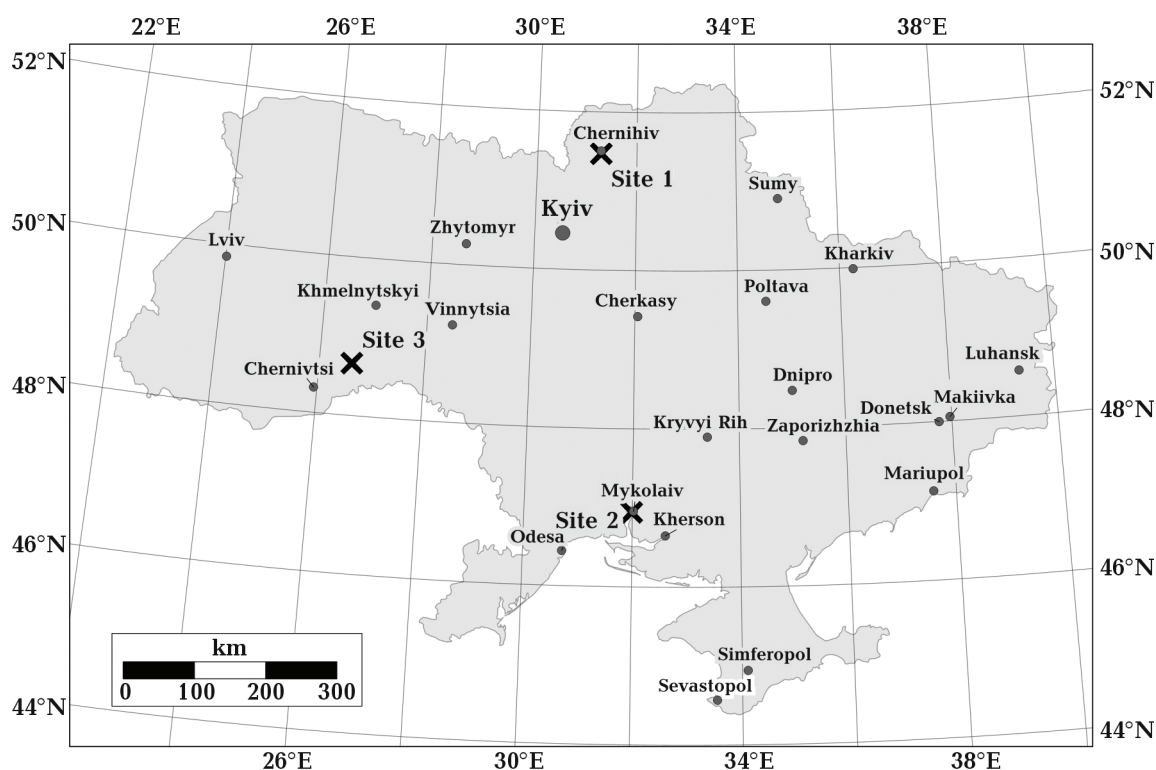 22°E 26°E 30°E 34°E 38°E
52°N
52°N
Chernihiv
Site 1
Sumy
Kyiv
50°N
Zhytomyr
Lviv
50°N
Kharkiv
Khmelnytskyi
Poltava
Cherkasy
Vinnytsia
Site 3
Luhansk
Chernivtsi
Dnipro
48°N
Makiivka
Donetsk
48°N
Kryvyi Rih
Zaporizhzhia
Mariupol
Mykolaiv
Site 2
Kherson
Odesa
46°N
46°N
km
0 100 200 300
Simferopol
Sevastopol
44°N
44°N
26°E 30°E 34°E 38°E